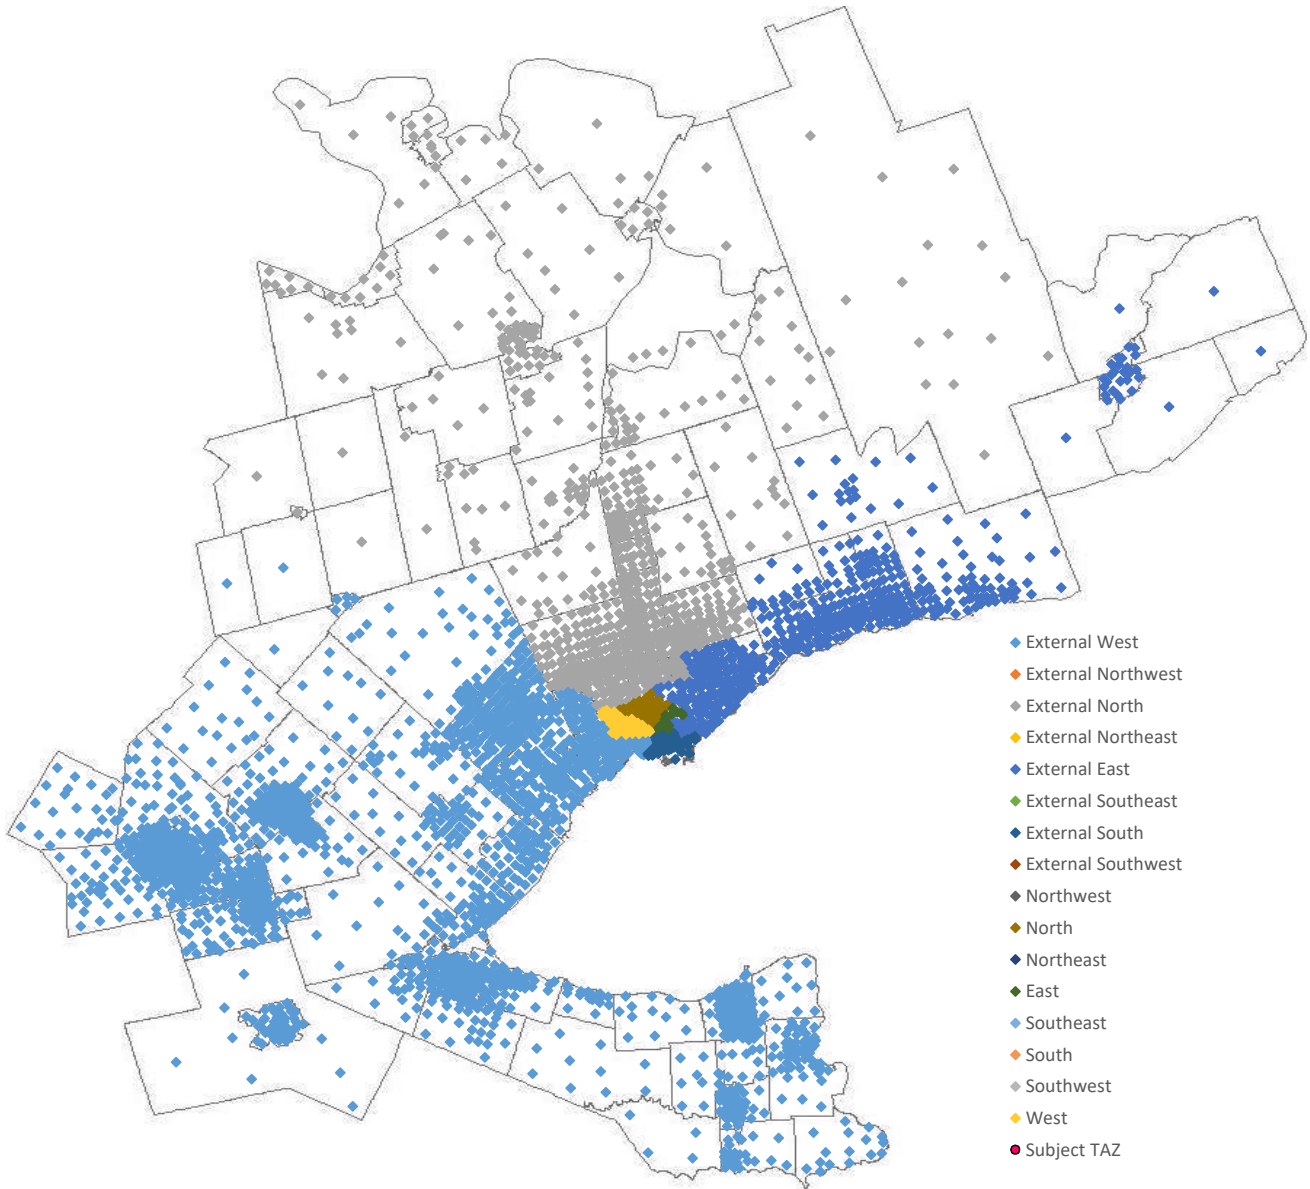 External West
External Northwest
External North
External Northeast
External East
External Southeast
External South
External Southwest
Northwest
North
Northeast
East
Southeast
South
Southwest
West
Subject TAZ